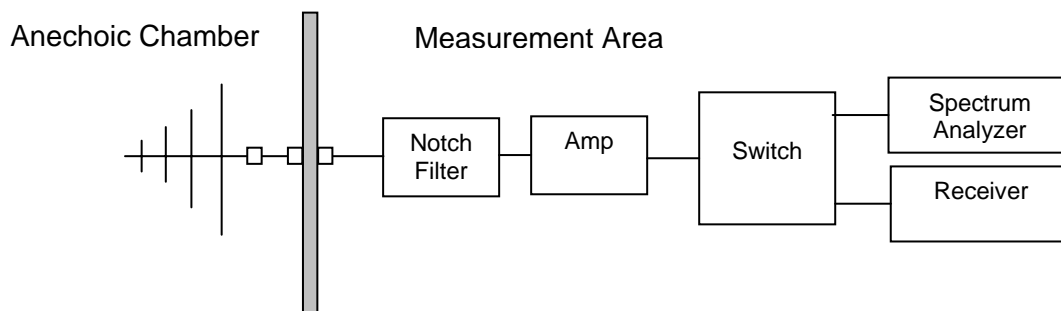 Anechoic Chamber
Measurement Area
Notch
Filter
Amp
Switch
Spectrum
Analyzer
Receiver